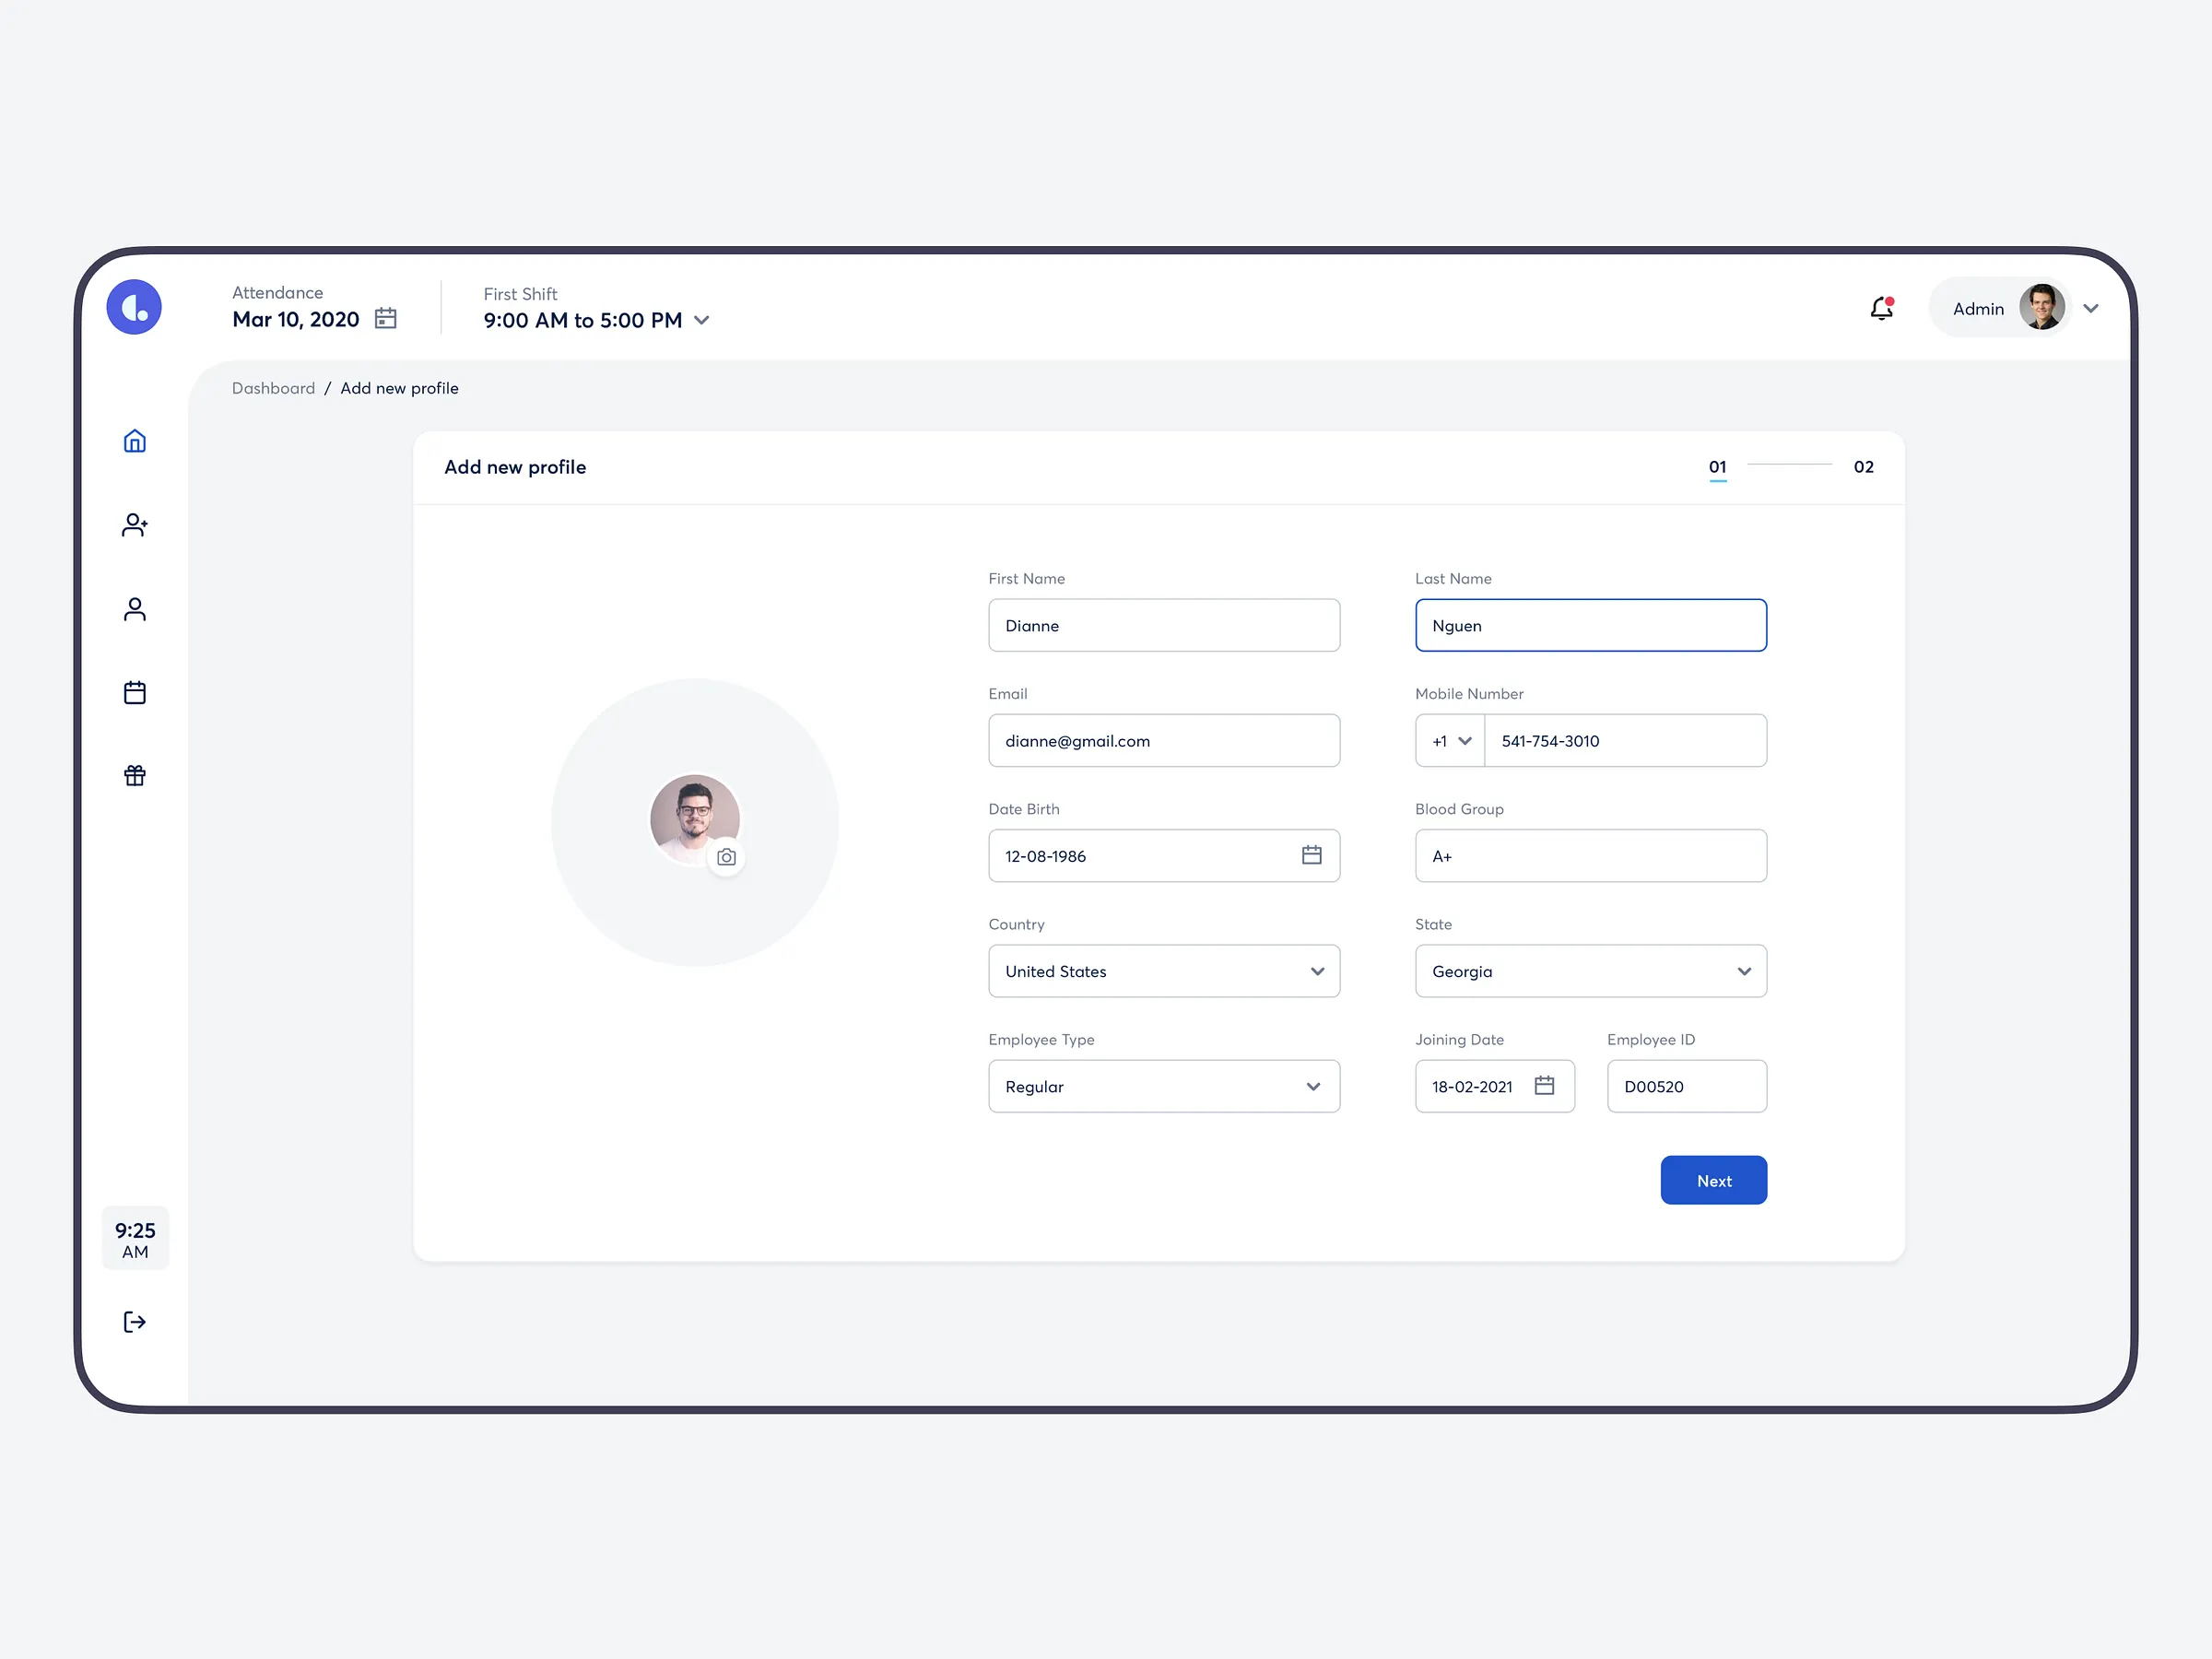 Attendance
Mar 10, 2020
First Shift
9:00 AM to 5:00 PM
Admin
Dashboard / Add new profile
Add new profile
01
02
First Name
Last Name
Dianne
Nguen
Email
Mobile Number
dianne@gmail.com
+1
541-754-3010
Date Birth
Blood Group
12-08-1986
A+
Country
State
United States
Georgia
Employee Type
Joining Date
Employee ID
Regular
18-02-2021
D00520
Next
9:25
AM